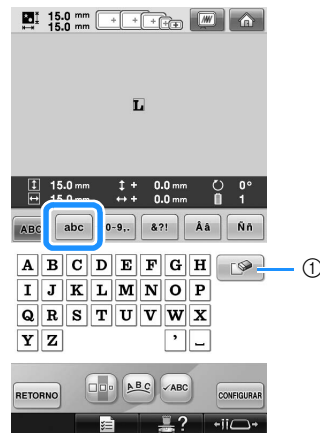 15.0 mm
15.0 mm
L
15.0 mm + 0.0 mm 0°
15.0 mm + 0.0 mm 1
ABC abc 0-9,. &?! Ââ Ññ
A B C D E F G H
I J K L M N O P ①
Q R S T U V W X
Y Z ' _
RETORNO ABC ABC CONFIGURAR
?